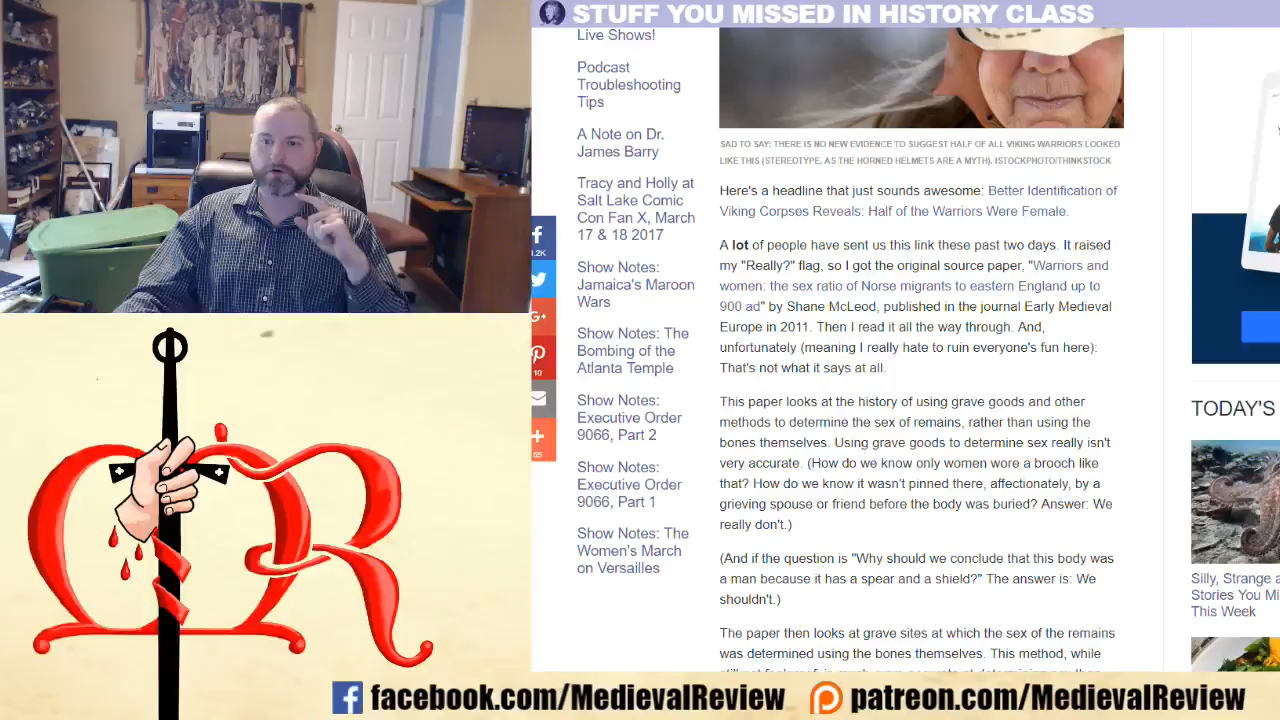 STUFF YOU MISSED IN HISTORY CLASS
Live Shows!
Podcast
Troubleshooting
Tips
A Note on Dr.
James Barry
Tracy and Holly at
Salt Lake Comic
Con Fan X, March
17 & 18 2017
Show Notes:
Jamaica's Maroon
Wars
Show Notes: The
Bombing of the
Atlanta Temple
Show Notes:
Executive Order
9066, Part 2
Show Notes:
Executive Order
9066, Part 1
Show Notes: The
Women's March
on Versailles
1.2K
G+
10
55
SAD TO SAY: THERE IS NO NEW EVIDENCE TO SUGGEST HALF OF ALL VIKING WARRIORS LOOKED
LIKE THIS (STEREOTYPE, AS THE HORNED HELMETS ARE A MYTH). ISTOCKPHOTO/THINKSTOCK
Here's a headline that just sounds awesome: Better Identification of
Viking Corpses Reveals: Half of the Warriors Were Female.
A lot of people have sent us this link these past two days. It raised
my "Really?" flag, so I got the original source paper, "Warriors and
women: the sex ratio of Norse migrants to eastern England up to
900 ad" by Shane McLeod, published in the journal Early Medieval
Europe in 2011. Then I read it all the way through. And,
unfortunately (meaning I really hate to ruin everyone's fun here):
That's not what it says at all.
This paper looks at the history of using grave goods and other
methods to determine the sex of remains, rather than using the
bones themselves. Using grave goods to determine sex really isn't
very accurate. (How do we know only women wore a brooch like
that? How do we know it wasn't pinned there, affectionately, by a
grieving spouse or friend before the body was buried? Answer: We
really don't.)
(And if the question is "Why should we conclude that this body was
a man because it has a spear and a shield?" The answer is: We
shouldn't.)
The paper then looks at grave sites at which the sex of the remains
was determined using the bones themselves. This method, while
TODAY'S
Silly, Strange a
Stories You Mi
This Week
MR
facebook.com/MedievalReview
patreon.com/MedievalReview